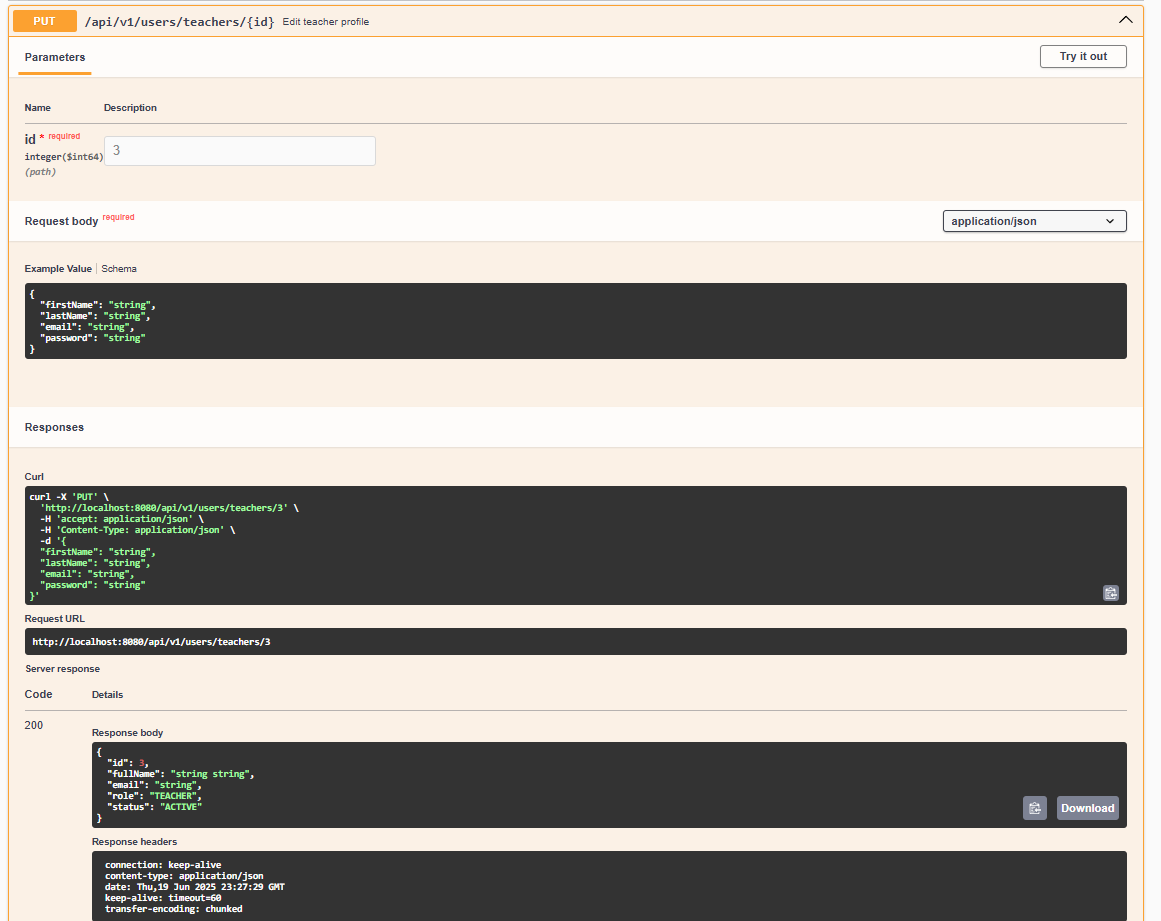 PUT /api/v1/users/teachers/{id} Edit teacher profile
Parameters
Try it out
Name Description
id * required
integer($int64)
(path)
3
Request body required
application/json
Example Value Schema
{
"firstName": "string",
"lastName": "string",
"email": "string",
"password": "string"
}
Responses
Curl
curl -X 'PUT' \
'http://localhost:8080/api/v1/users/teachers/3' \
-H 'accept: application/json' \
-H 'Content-Type: application/json' \
-d '{
"firstName": "string",
"lastName": "string",
"email": "string",
"password": "string"
}'
Request URL
http://localhost:8080/api/v1/users/teachers/3
Server response
Code Details
200
Response body
{
"id": 3,
"fullName": "string string",
"email": "string",
"role": "TEACHER",
"status": "ACTIVE"
}
Download
Response headers
connection: keep-alive
content-type: application/json
date: Thu,19 Jun 2025 23:27:29 GMT
keep-alive: timeout=60
transfer-encoding: chunked